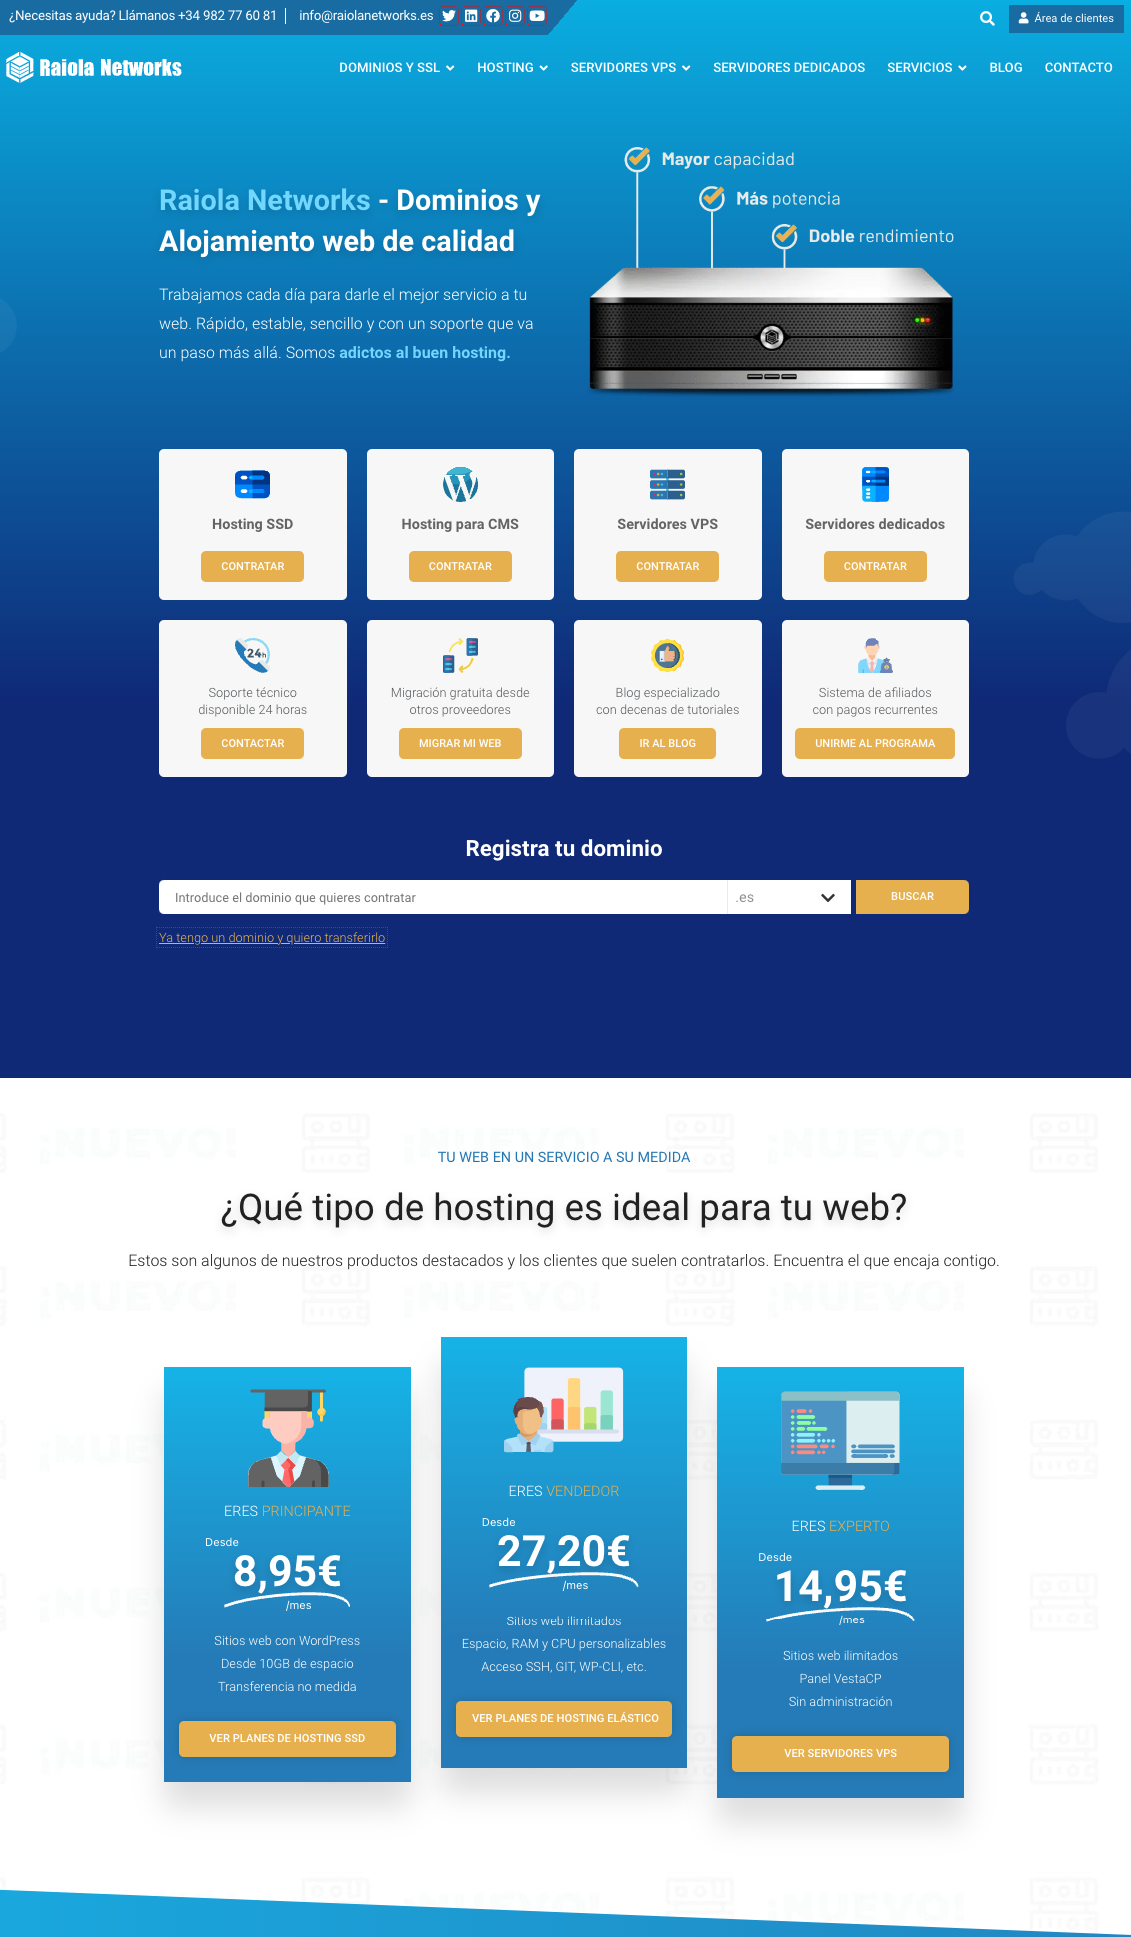 ¿Necesitas ayuda? Llámanos +34 982 77 60 81
info@raiolanetworks.es
Área de clientes
Raiola Networks
DOMINIOS Y SSL
HOSTING
SERVIDORES VPS
SERVIDORES DEDICADOS
SERVICIOS
BLOG
CONTACTO
Raiola Networks - Dominios y
Alojamiento web de calidad
Trabajamos cada día para darle el mejor servicio a tu
web. Rápido, estable, sencillo y con un soporte que va
un paso más allá. Somos adictos al buen hosting.
Mayor capacidad
Más potencia
Doble rendimiento
Hosting SSD
CONTRATAR
Hosting para CMS
CONTRATAR
Servidores VPS
CONTRATAR
Servidores dedicados
CONTRATAR
24h
Soporte técnico
disponible 24 horas
CONTACTAR
Migración gratuita desde
otros proveedores
MIGRAR MI WEB
Blog especializado
con decenas de tutoriales
IR AL BLOG
Sistema de afiliados
con pagos recurrentes
UNIRME AL PROGRAMA
Registra tu dominio
Introduce el dominio que quieres contratar
.es
BUSCAR
Ya tengo un dominio y quiero transferirlo
¡NUEVO! ¡NUEVO! ¡NUEVO!
TU WEB EN UN SERVICIO A SU MEDIDA
¿Qué tipo de hosting es ideal para tu web?
Estos son algunos de nuestros productos destacados y los clientes que suelen contratarlos. Encuentra el que encaja contigo.
¡NUEVO! ¡NUEVO! ¡NUEVO!
ERES PRINCIPANTE
Desde
8,95€
/mes
Sitios web con WordPress
Desde 10GB de espacio
Transferencia no medida
VER PLANES DE HOSTING SSD
ERES VENDEDOR
Desde
27,20€
/mes
Sitios web ilimitados
Espacio, RAM y CPU personalizables
Acceso SSH, GIT, WP-CLI, etc.
VER PLANES DE HOSTING ELÁSTICO
ERES EXPERTO
Desde
14,95€
/mes
Sitios web ilimitados
Panel VestaCP
Sin administración
VER SERVIDORES VPS